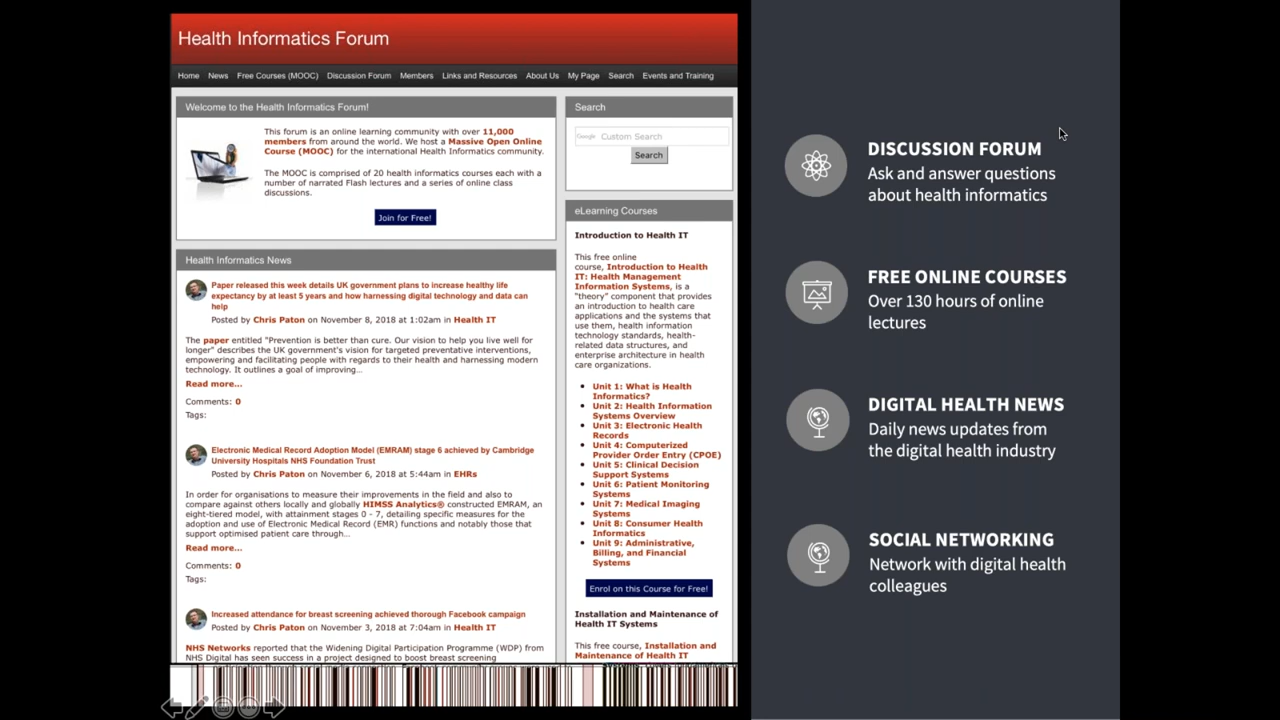 Health Informatics Forum
Home News Free Courses (MOOC) Discussion Forum Members Links and Resources About Us My Page Search Events and Training
Welcome to the Health Informatics Forum!
This forum is an online learning community with over 11,000
members from around the world. We host a Massive Open Online
Course (MOOC) for the international Health Informatics community.
The MOOC is comprised of 20 health informatics courses each with a
number of narrated Flash lectures and a series of online class
discussions.
Join for Free!
Health Informatics News
Paper released this week details UK government plans to increase healthy life
expectancy by at least 5 years and how harnessing digital technology and data can
help
Posted by Chris Paton on November 8, 2018 at 1:02am in Health IT
The paper entitled "Prevention is better than cure. Our vision to help you live well for
longer" describes the UK government's vision for targeted preventative interventions,
empowering and facilitating people with regards to their health and harnessing modern
technology. It outlines a goal of improving...
Read more...
Comments: 0
Tags:
Electronic Medical Record Adoption Model (EMRAM) stage 6 achieved by Cambridge
University Hospitals NHS Foundation Trust
Posted by Chris Paton on November 6, 2018 at 5:44am in EHRs
In order for organisations to measure their improvements in the field and also to
compare against others locally and globally HIMSS Analytics® constructed EMRAM, an
eight-tiered model, with attainment stages 0 - 7, detailing specific measures for the
adoption and use of Electronic Medical Record (EMR) functions and notably those that
support optimised patient care through...
Read more...
Comments: 0
Tags:
Increased attendance for breast screening achieved thorough Facebook campaign
Posted by Chris Paton on November 3, 2018 at 7:04am in Health IT
NHS Networks reported that the Widening Digital Participation Programme (WDP) from
NHS Digital has seen success in a project designed to boost breast screening
Search
Google Custom Search
Search
eLearning Courses
Introduction to Health IT
This free online
course, Introduction to Health
IT: Health Management
Information Systems, is a
"theory" component that provides
an introduction to health care
applications and the systems that
use them, health information
technology standards, health-
related data structures, and
enterprise architecture in health
care organizations.
Unit 1: What is Health
Informatics?
Unit 2: Health Information
Systems Overview
Unit 3: Electronic Health
Records
Unit 4: Computerized
Provider Order Entry (CPOE)
Unit 5: Clinical Decision
Support Systems
Unit 6: Patient Monitoring
Systems
Unit 7: Medical Imaging
Systems
Unit 8: Consumer Health
Informatics
Unit 9: Administrative,
Billing, and Financial
Systems
Enrol on this Course for Free!
Installation and Maintenance of
Health IT Systems
This free course, Installation and
Maintenance of Health IT
DISCUSSION FORUM
Ask and answer questions
about health informatics
FREE ONLINE COURSES
Over 130 hours of online
lectures
DIGITAL HEALTH NEWS
Daily news updates from
the digital health industry
SOCIAL NETWORKING
Network with digital health
colleagues